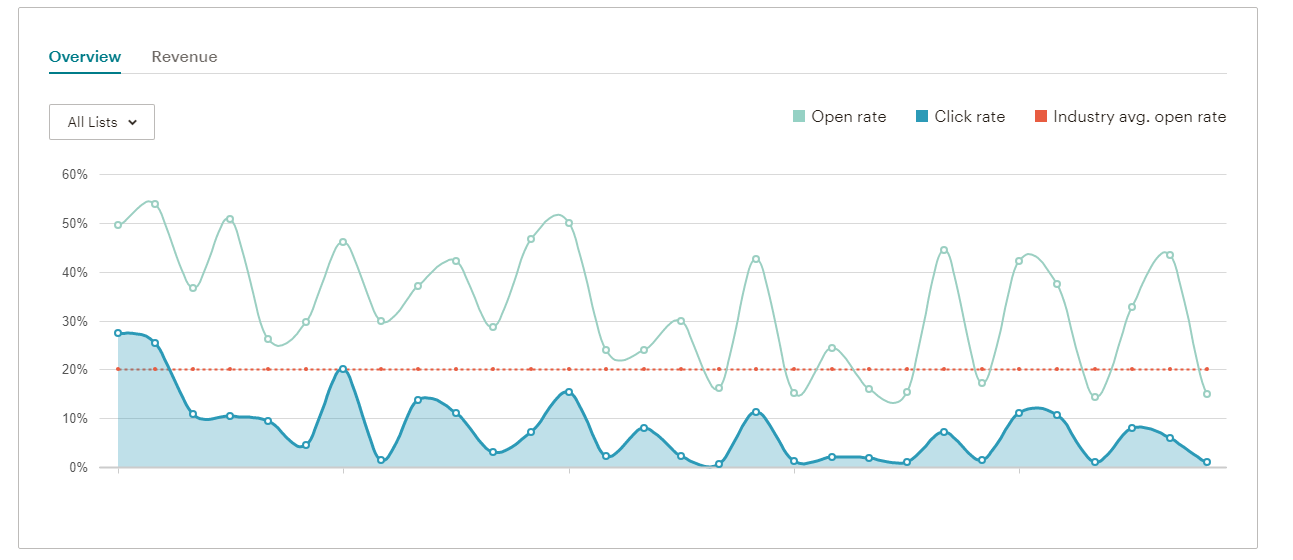 Overview Revenue
All Lists
Open rate Click rate Industry avg. open rate
60%
50%
40%
30%
20%
10%
0%